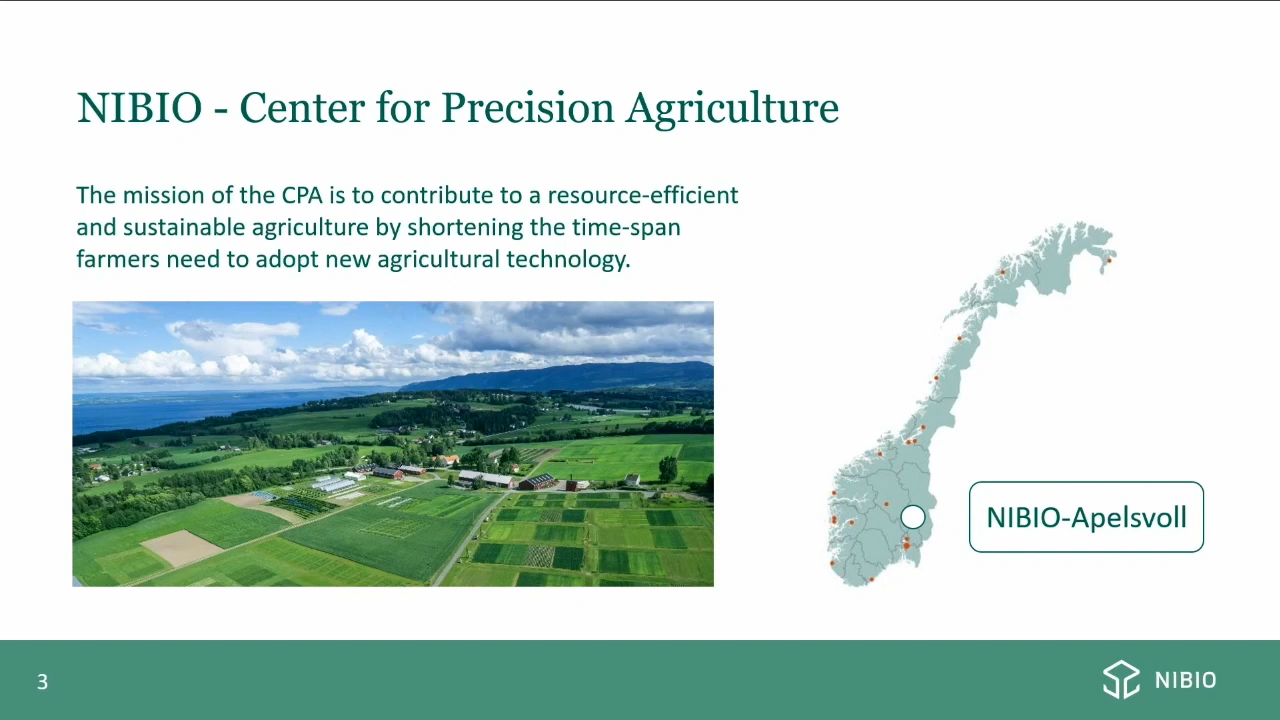 NIBIO - Center for Precision Agriculture
The mission of the CPA is to contribute to a resource-efficient
and sustainable agriculture by shortening the time-span
farmers need to adopt new agricultural technology.
NIBIO-Apelsvoll
3
NIBIO